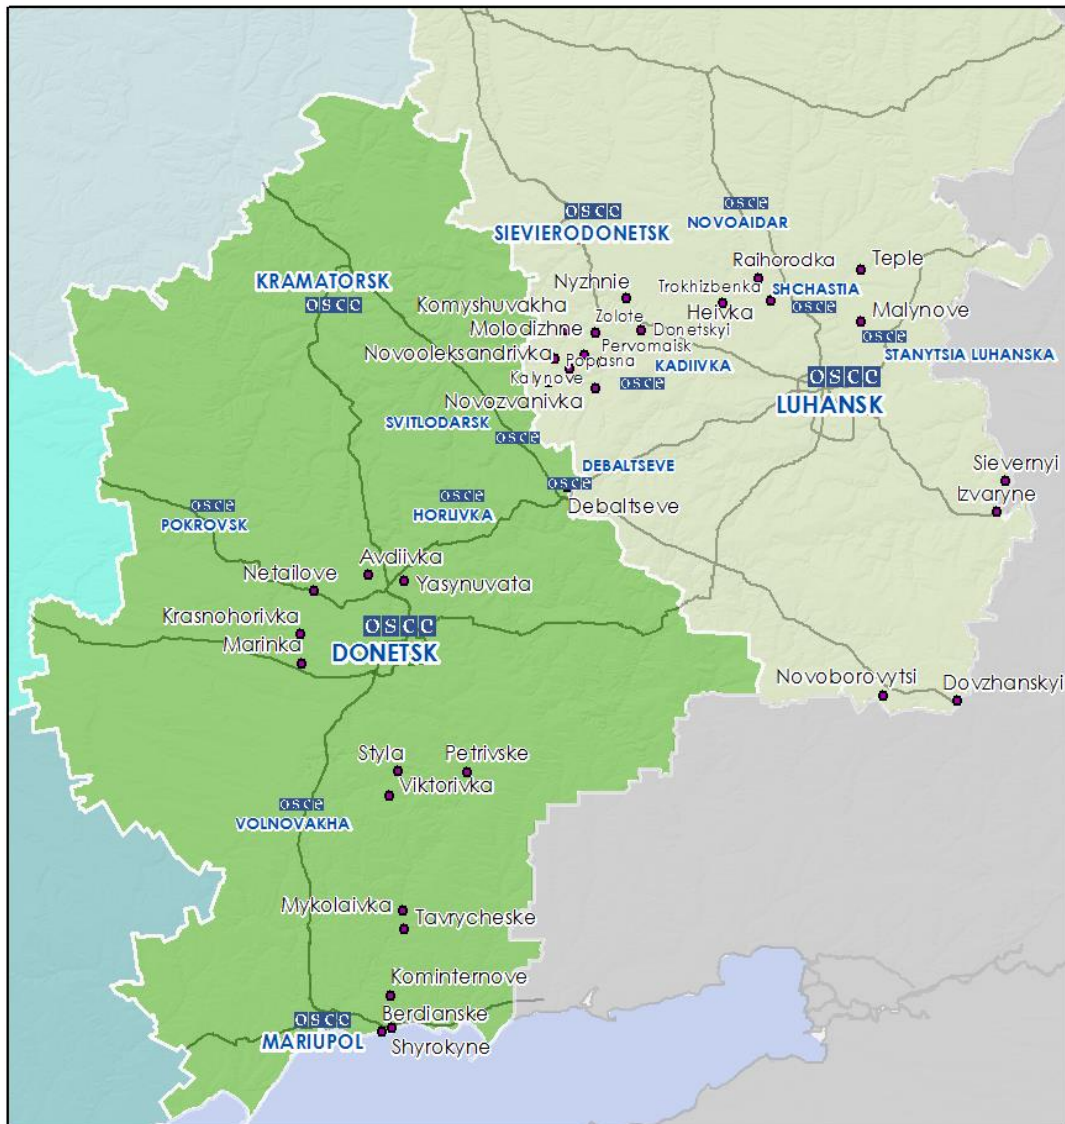 osce
osce
NOVOAIDAR
SIEVIERODONETSK
Raihorodka
Teple
KRAMATORSK
osce
Nyzhnie
Trokhizbenka
SHCHASTIA
osce
Komyshuvakha
Zolote
Heivka
Malynove
Molodizhne
Donetskyi
osce
STANYTSIA LUHANSKA
Novooleksandrivka
Pervomaisk
Popasna
KADIIVKA
osce
osce
Kalynove
LUHANSK
Novozvanivka
SVITLODARSK
osce
DEBALTSEVE
osce
Debaltseve
Sievernyi
Izvaryne
osce
HORLIVKA
osce
POKROVSK
Avdiivka
Netailove
Yasynuvata
Krasnohorivka
osce
Marinka
DONETSK
Novoborovytsi
Dovzhanskyi
Styla
Petrivske
Viktorivka
osce
VOLNOVAKHA
Mykolaivka
Tavrycheske
Kominternove
Berdianske
osce
MARIUPOL
Shyrokyne